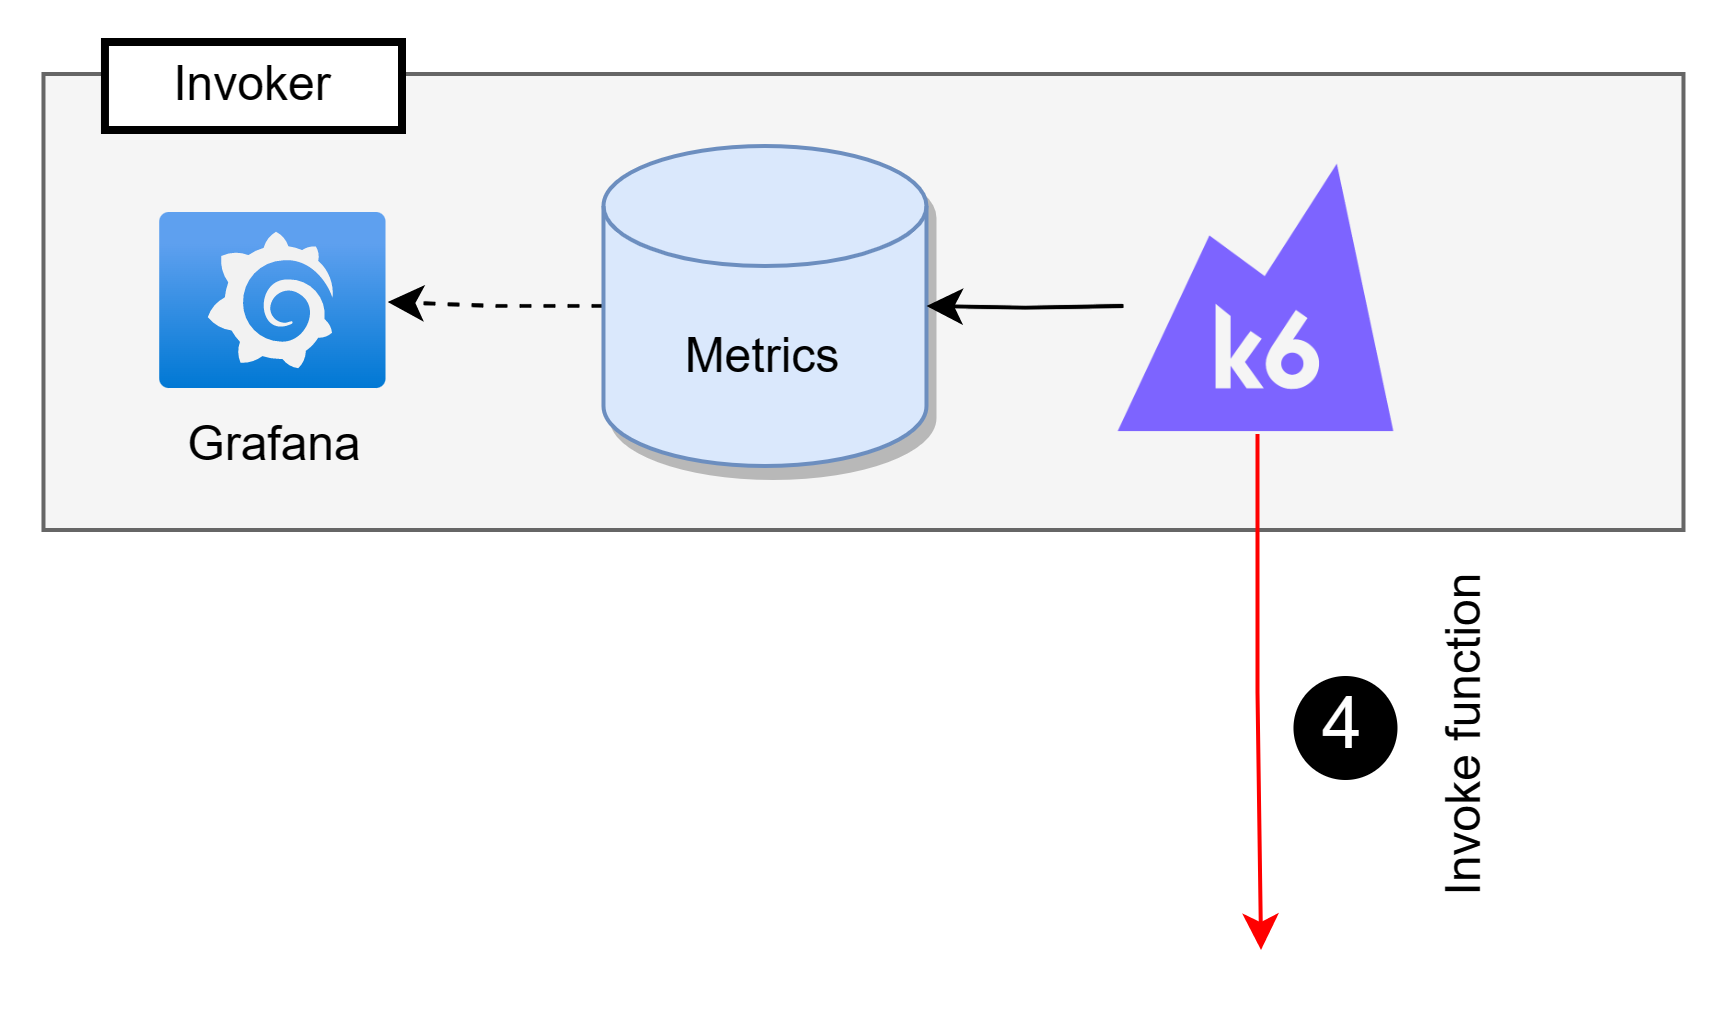 Invoker
Metrics
k6
Grafana
4
Invoke function